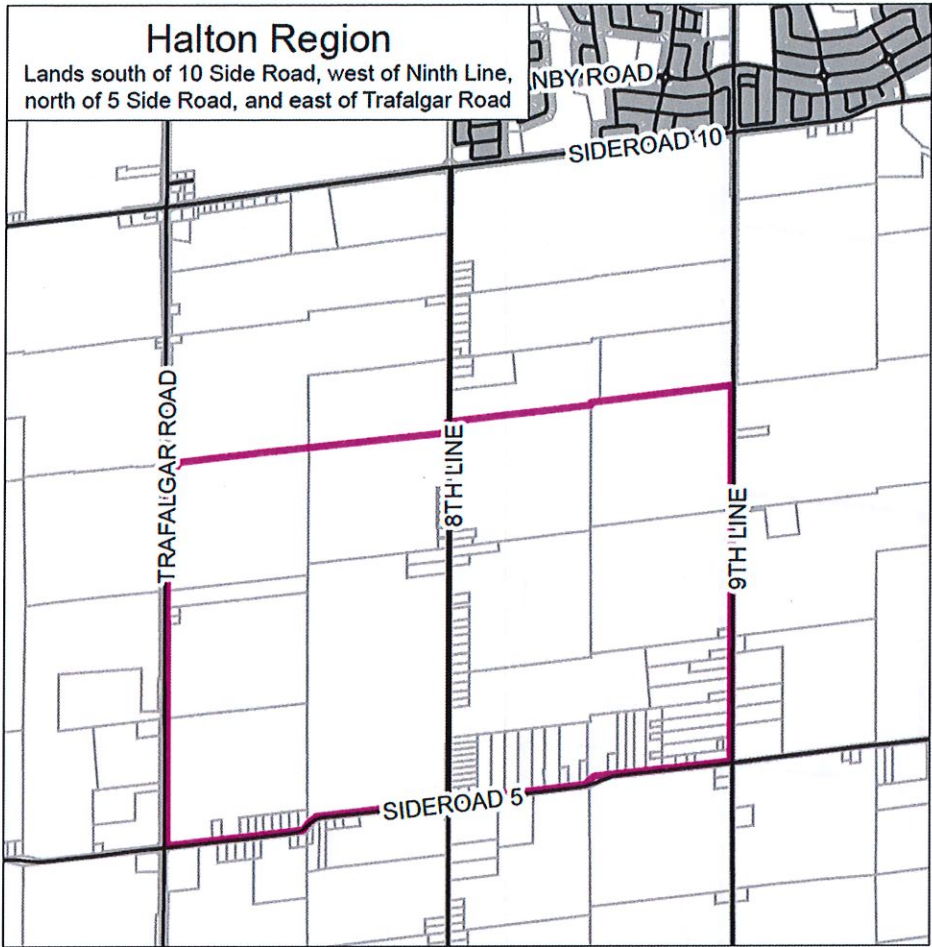 Halton Region
Lands south of 10 Side Road, west of Ninth Line,
north of 5 Side Road, and east of Trafalgar Road
ANBY ROAD
SIDEROAD 10
TRAFALGAR ROAD
8TH LINE
9TH LINE
SIDEROAD 5